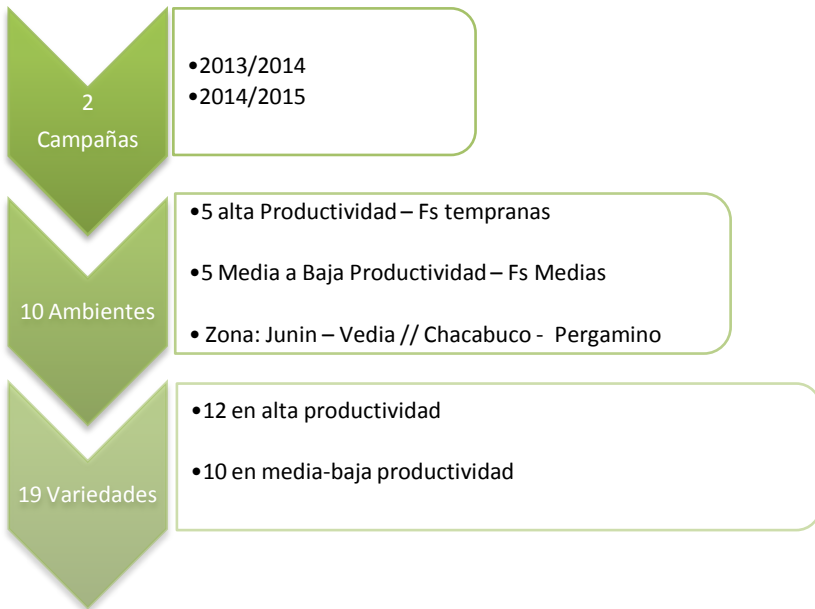 2
Campañas
•2013/2014
•2014/2015
10 Ambientes
•5 alta Productividad – Fs tempranas
•5 Media a Baja Productividad – Fs Medias
• Zona: Junin – Vedia // Chacabuco - Pergamino
19 Variedades
•12 en alta productividad
•10 en media-baja productividad